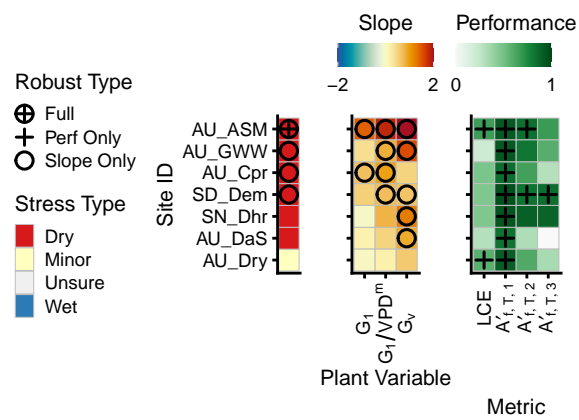 Slope
Performance
−2
2
0
1
Robust Type
Full
Perf Only
Slope Only
Stress Type
Dry
Minor
Unsure
Wet
Site ID
AU_ASM
AU_GWW
AU_Cpr
SD_Dem
SN_Dhr
AU_DaS
AU_Dry
G1
G1/VPDm
Gv
Plant Variable
LCE
A′f, T, 1
A′f, T, 2
A′f, T, 3
Metric